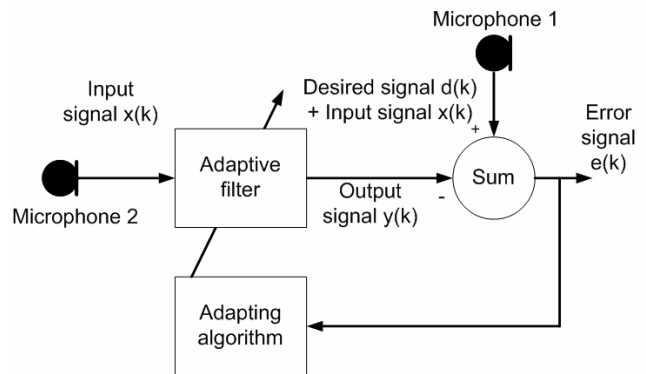 Microphone 1
Input
signal x(k)
Desired signal d(k)
+ Input signal x(k)
+
Error
signal
e(k)
Adaptive
filter
Sum
Microphone 2
Output
signal y(k)
-
Adapting
algorithm